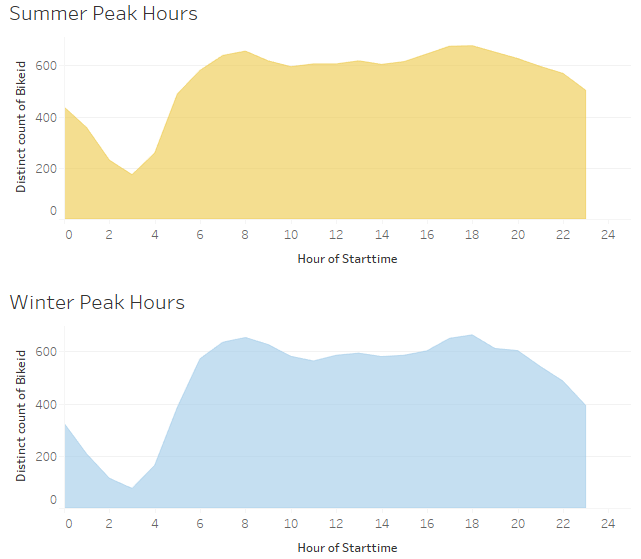 Summer Peak Hours
600
400
200
0
Distinct count of Bikeid
0 2 4 6 8 10 12 14 16 18 20 22 24
Hour of Starttime
Winter Peak Hours
600
400
200
0
Distinct count of Bikeid
0 2 4 6 8 10 12 14 16 18 20 22 24
Hour of Starttime